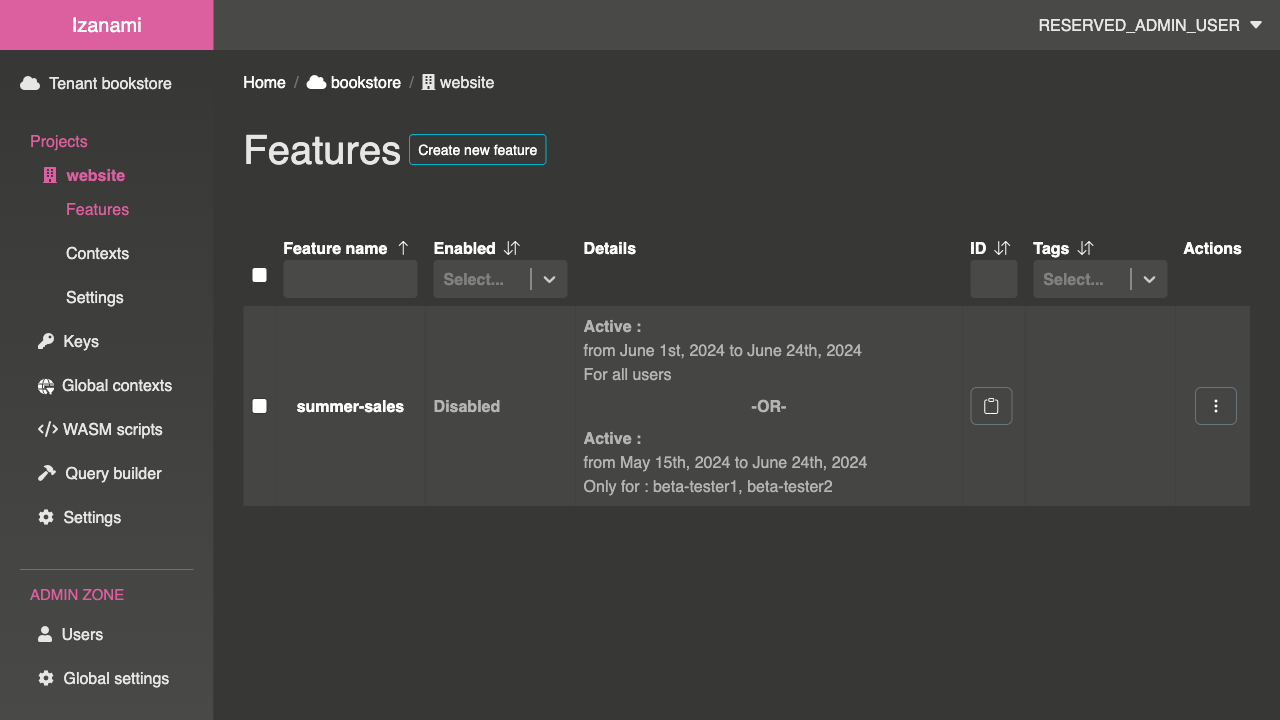 Izanami
RESERVED_ADMIN_USER
Tenant bookstore
Projects
website
Features
Contexts
Settings
Keys
Global contexts
WASM scripts
Query builder
Settings
ADMIN ZONE
Users
Global settings
Home / bookstore / website
Features Create new feature
Feature name Enabled Details ID Tags Actions
Select... Select...
summer-sales
Disabled
Active :
from June 1st, 2024 to June 24th, 2024
For all users
-OR-
Active :
from May 15th, 2024 to June 24th, 2024
Only for : beta-tester1, beta-tester2